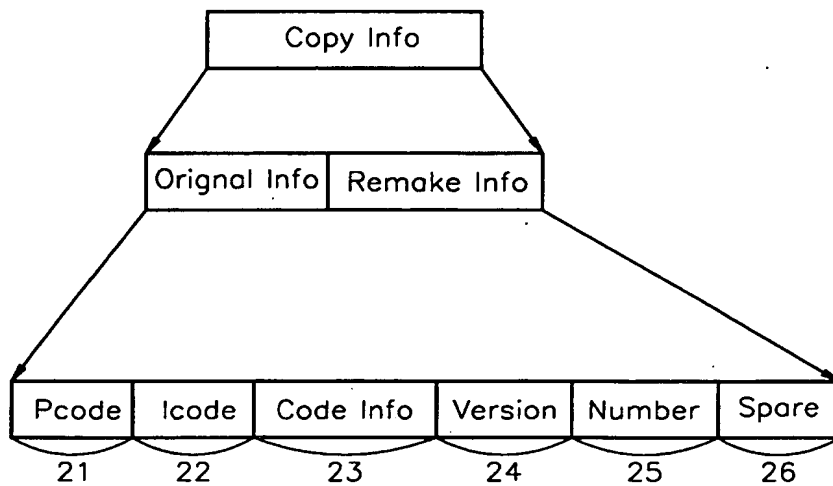 Copy Info
Orignal Info Remake Info
Pcode Icode Code Info Version Number Spare
21 22 23 24 25 26